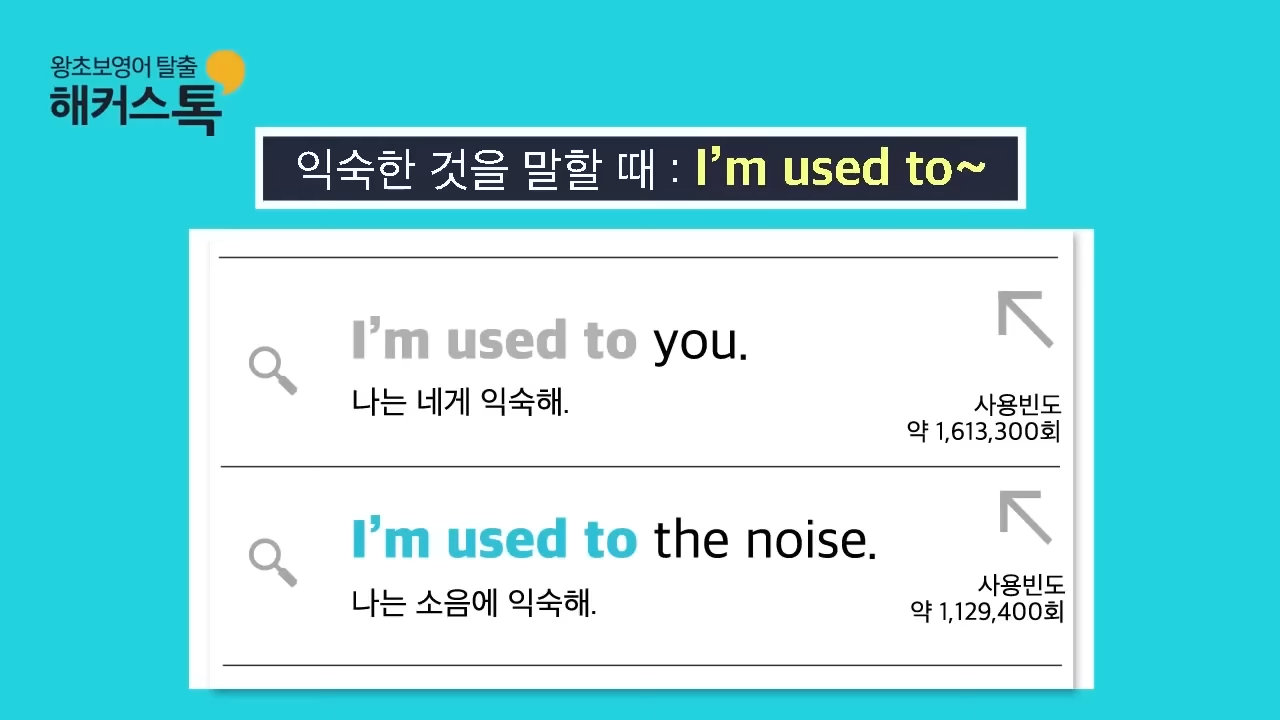 왕초보영어 탈출
해커스톡
익숙한 것을 말할 때 : I’m used to~
I’m used to you.
나는 네게 익숙해.
사용빈도
약 1,613,300회
I’m used to the noise.
나는 소음에 익숙해.
사용빈도
약 1,129,400회